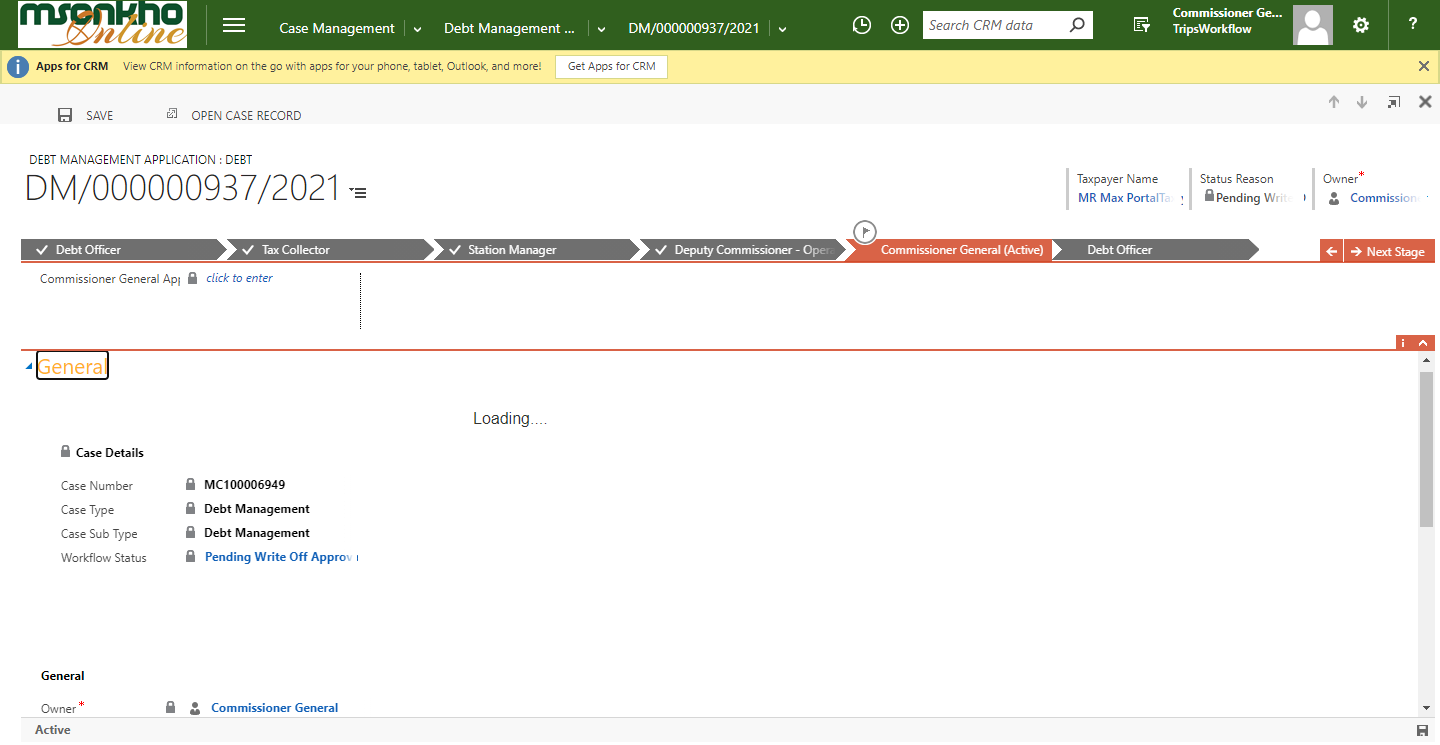 msonkho
Online
Case Management
Debt Management ...
DM/000000937/2021
Search CRM data
Commissioner Ge...
TripsWorkflow
?
i
Apps for CRM
View CRM information on the go with apps for your phone, tablet, Outlook, and more!
Get Apps for CRM
SAVE
OPEN CASE RECORD
DEBT MANAGEMENT APPLICATION : DEBT
DM/000000937/2021
Taxpayer Name
MR Max PortalTa
Status Reason
Pending Write
Owner*
Commissione
Debt Officer
Tax Collector
Station Manager
Deputy Commissioner - Oper
Commissioner General (Active)
Debt Officer
Next Stage
Commissioner General App
click to enter
i
General
Loading....
Case Details
Case Number
MC100006949
Case Type
Debt Management
Case Sub Type
Debt Management
Workflow Status
Pending Write Off Approv
General
Owner*
Commissioner General
Active